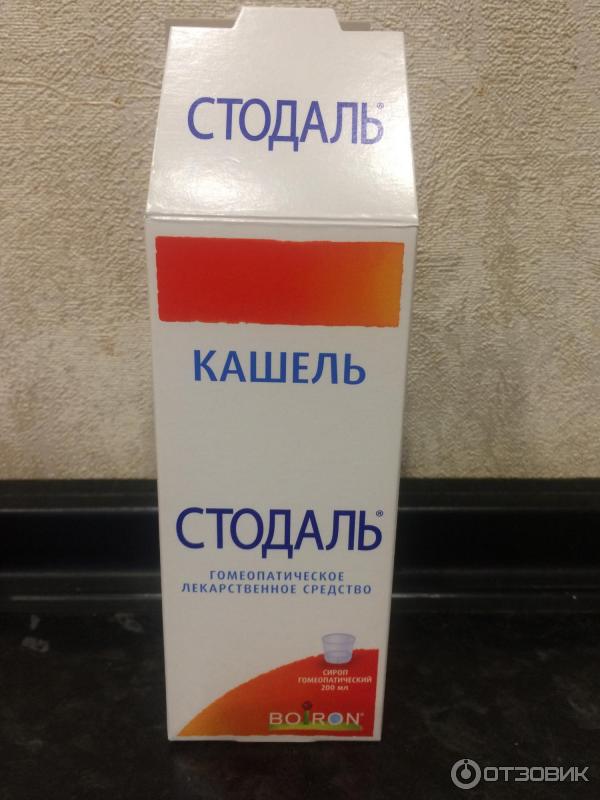 СТОДАЛЬ®
КАШЕЛЬ
СТОДАЛЬ®
ГОМЕОПАТИЧЕСКОЕ
ЛЕКАРСТВЕННОЕ СРЕДСТВО
СИРОП
ГОМЕОПАТИЧЕСКИЙ
200 мл
BOIRON®
ОТЗОВИК